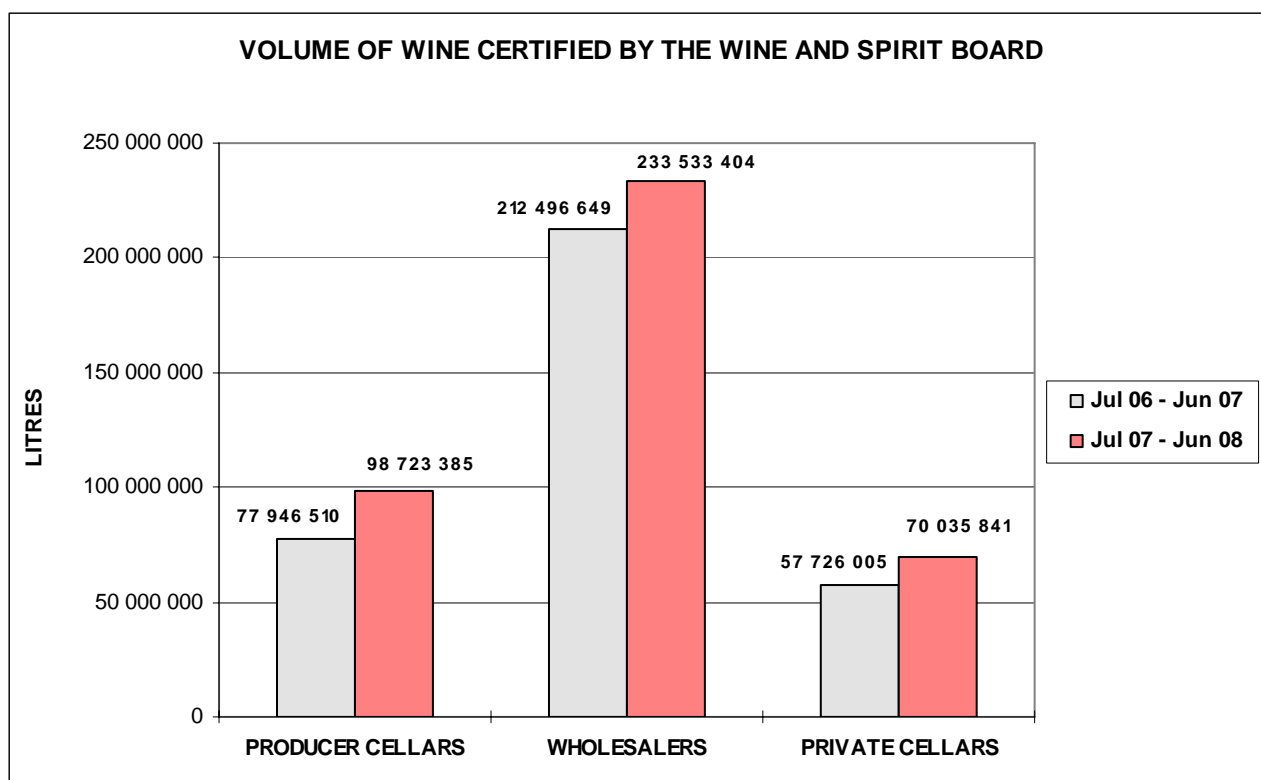 VOLUME OF WINE CERTIFIED BY THE WINE AND SPIRIT BOARD
LITRES
250 000 000
200 000 000
150 000 000
100 000 000
50 000 000
0
77 946 510
98 723 385
212 496 649
233 533 404
57 726 005
70 035 841
PRODUCER CELLARS
WHOLESALERS
PRIVATE CELLARS
Jul 06 - Jun 07
Jul 07 - Jun 08